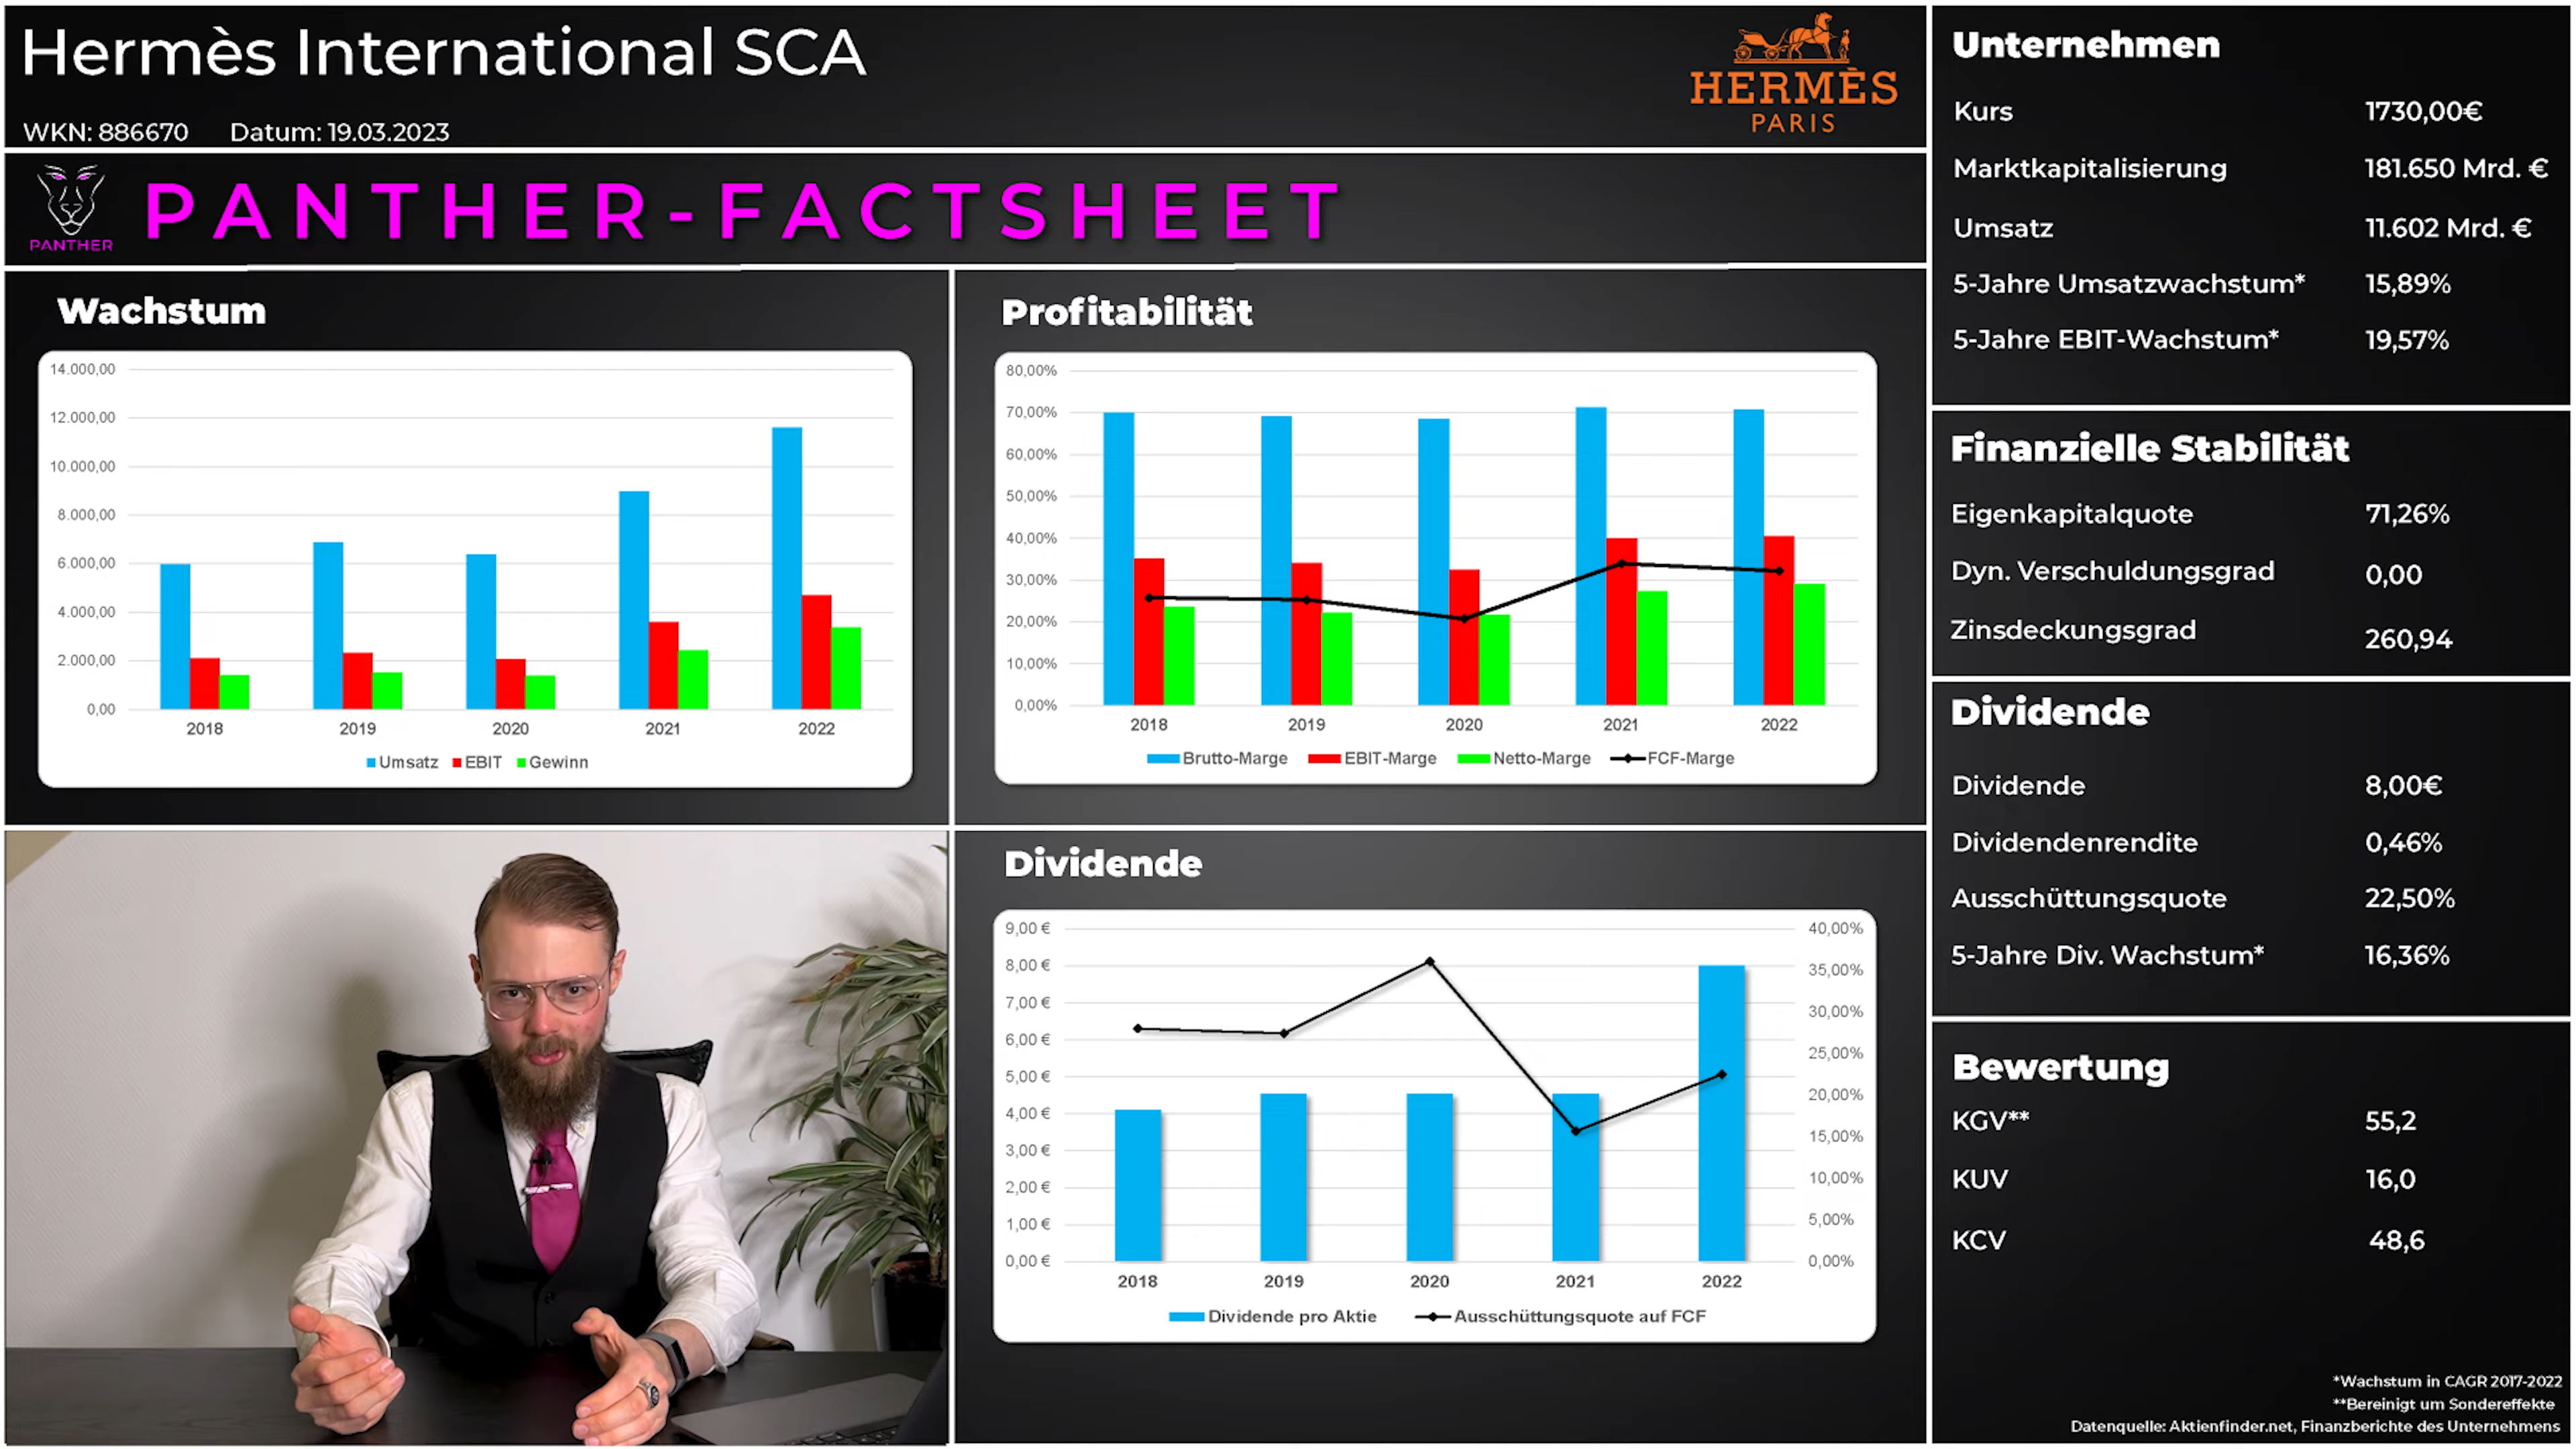 Hermès International SCA
WKN: 886670 Datum: 19.03.2023
HERMÈS
PARIS
PANTHER
PANTHER-FACTSHEET
Wachstum
14.000,00
12.000,00
10.000,00
8.000,00
6.000,00
4.000,00
2.000,00
0,00
2018 2019 2020 2021 2022
Umsatz EBIT Gewinn
Profitabilität
80,00%
70,00%
60,00%
50,00%
40,00%
30,00%
20,00%
10,00%
0,00%
2018 2019 2020 2021 2022
Brutto-Marge EBIT-Marge Netto-Marge FCF-Marge
Dividende
9,00 € 40,00%
8,00 € 35,00%
7,00 € 30,00%
6,00 € 25,00%
5,00 € 20,00%
4,00 € 15,00%
3,00 € 10,00%
2,00 € 5,00%
1,00 € 0,00%
0,00 €
2018 2019 2020 2021 2022
Dividende pro Aktie Ausschüttungsquote auf FCF
Unternehmen
Kurs 1730,00€
Marktkapitalisierung 181.650 Mrd. €
Umsatz 11.602 Mrd. €
5-Jahre Umsatzwachstum* 15,89%
5-Jahre EBIT-Wachstum* 19,57%
Finanzielle Stabilität
Eigenkapitalquote 71,26%
Dyn. Verschuldungsgrad 0,00
Zinsdeckungsgrad 260,94
Dividende
Dividende 8,00€
Dividendenrendite 0,46%
Ausschüttungsquote 22,50%
5-Jahre Div. Wachstum* 16,36%
Bewertung
KGV** 55,2
KUV 16,0
KCV 48,6
*Wachstum in CAGR 2017-2022
**Bereinigt um Sondereffekte
Datenquelle: Aktienfinder.net, Finanzberichte des Unternehmens